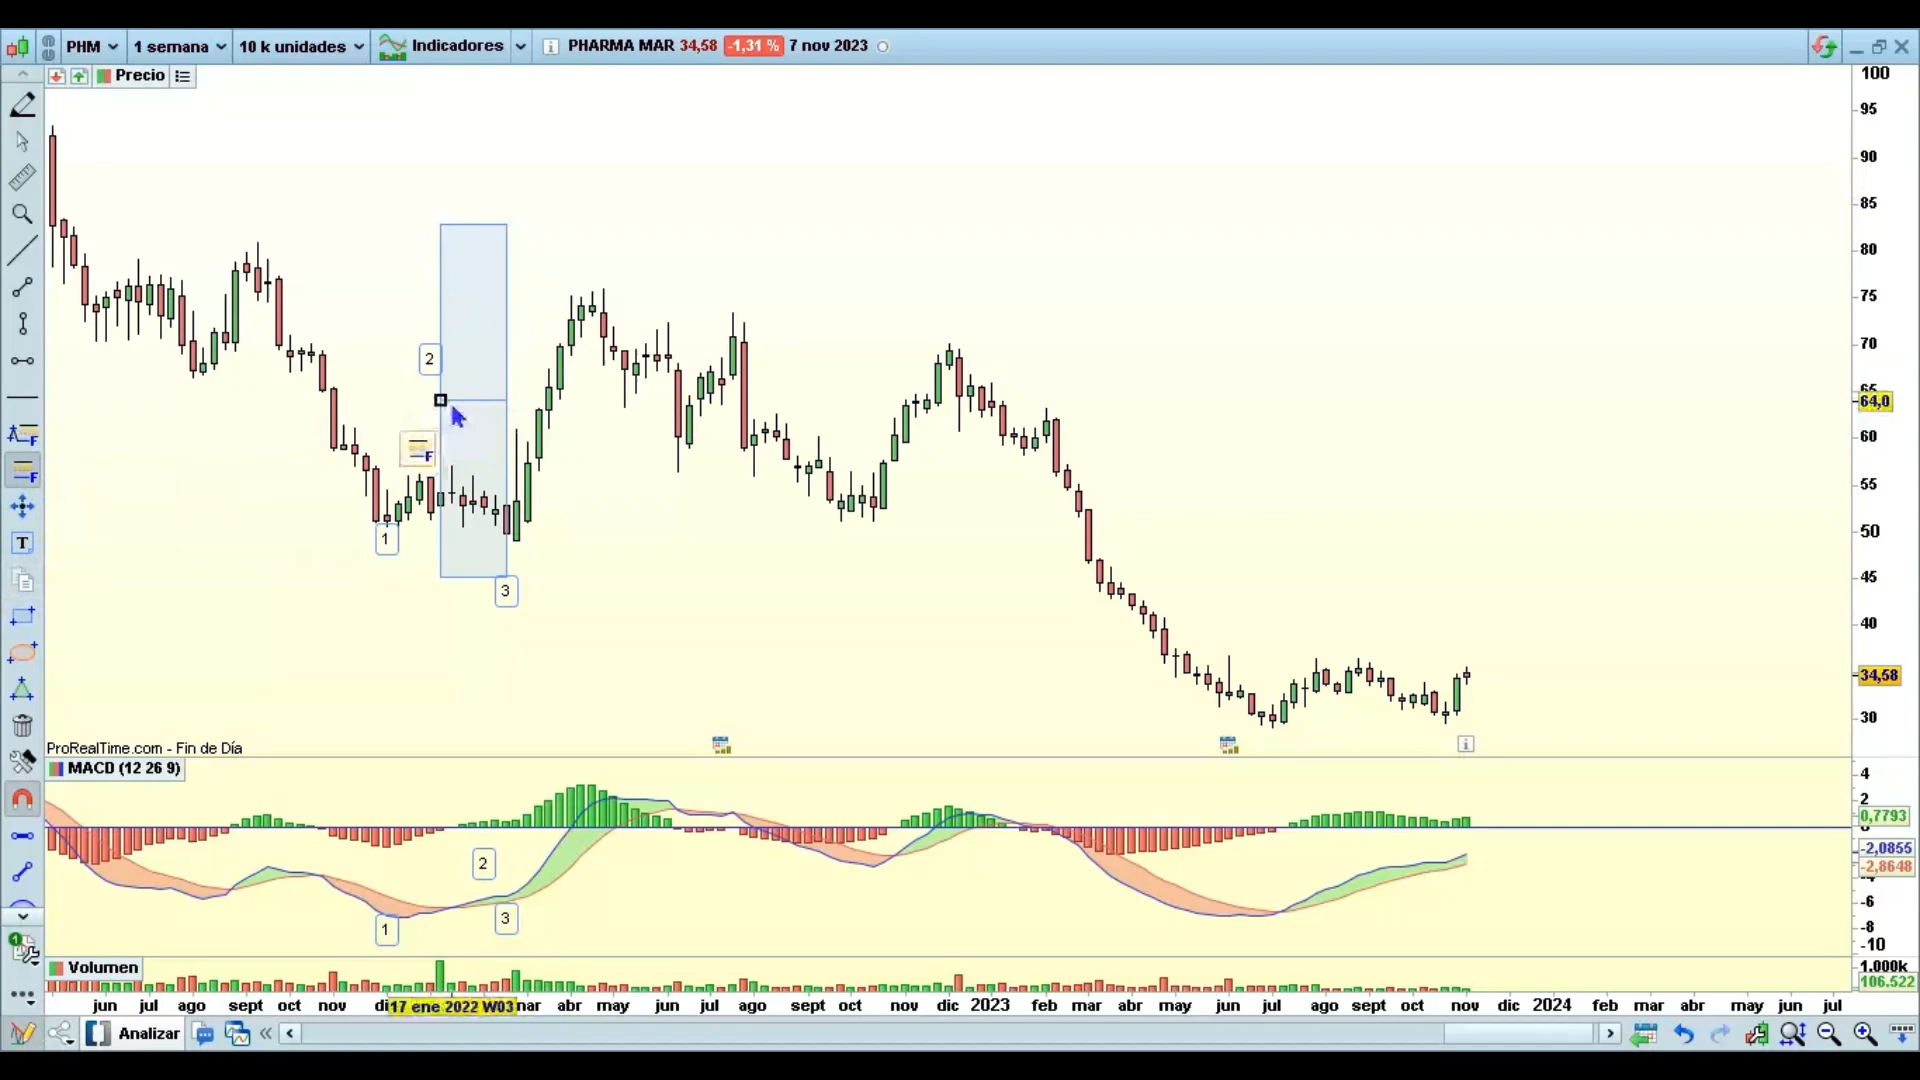 PHM 1 semana 10 k unidades Indicadores PHARMA MAR 34,58 -1,31 % 7 nov 2023
Precio
100
95
90
85
80
75
70
65
64,0
60
55
50
45
40
34,58
30
2
F
1
3
F
F
T
ProRealTime.com - Fin de Día
MACD (12 26 9)
4
2
0,7793
-2,0855
-2,8648
-6
-8
-10
2
1
3
1
Volumen
1.000k
106.522
jun jul ago sept oct nov di 17 ene 2022 W03 mar abr may jun jul ago sept oct nov dic 2023 feb mar abr may jun jul ago sept oct nov dic 2024 feb mar abr may jun jul
Analizar